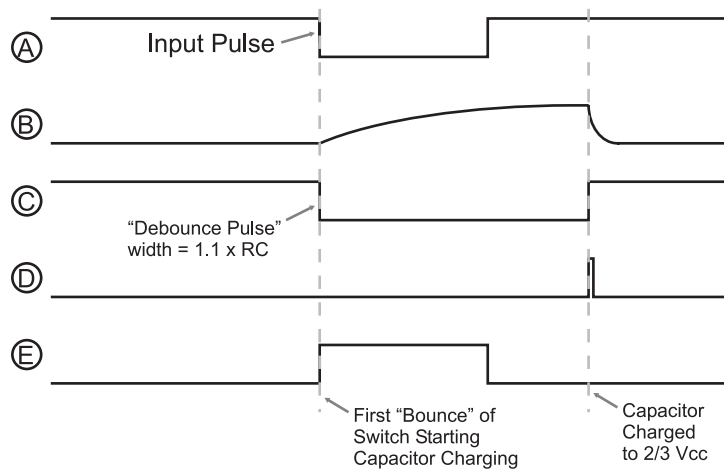 A
Input Pulse
B
C
“Debounce Pulse”
width = 1.1 x RC
D
E
First “Bounce” of
Switch Starting
Capacitor Charging
Capacitor
Charged
to 2/3 Vcc